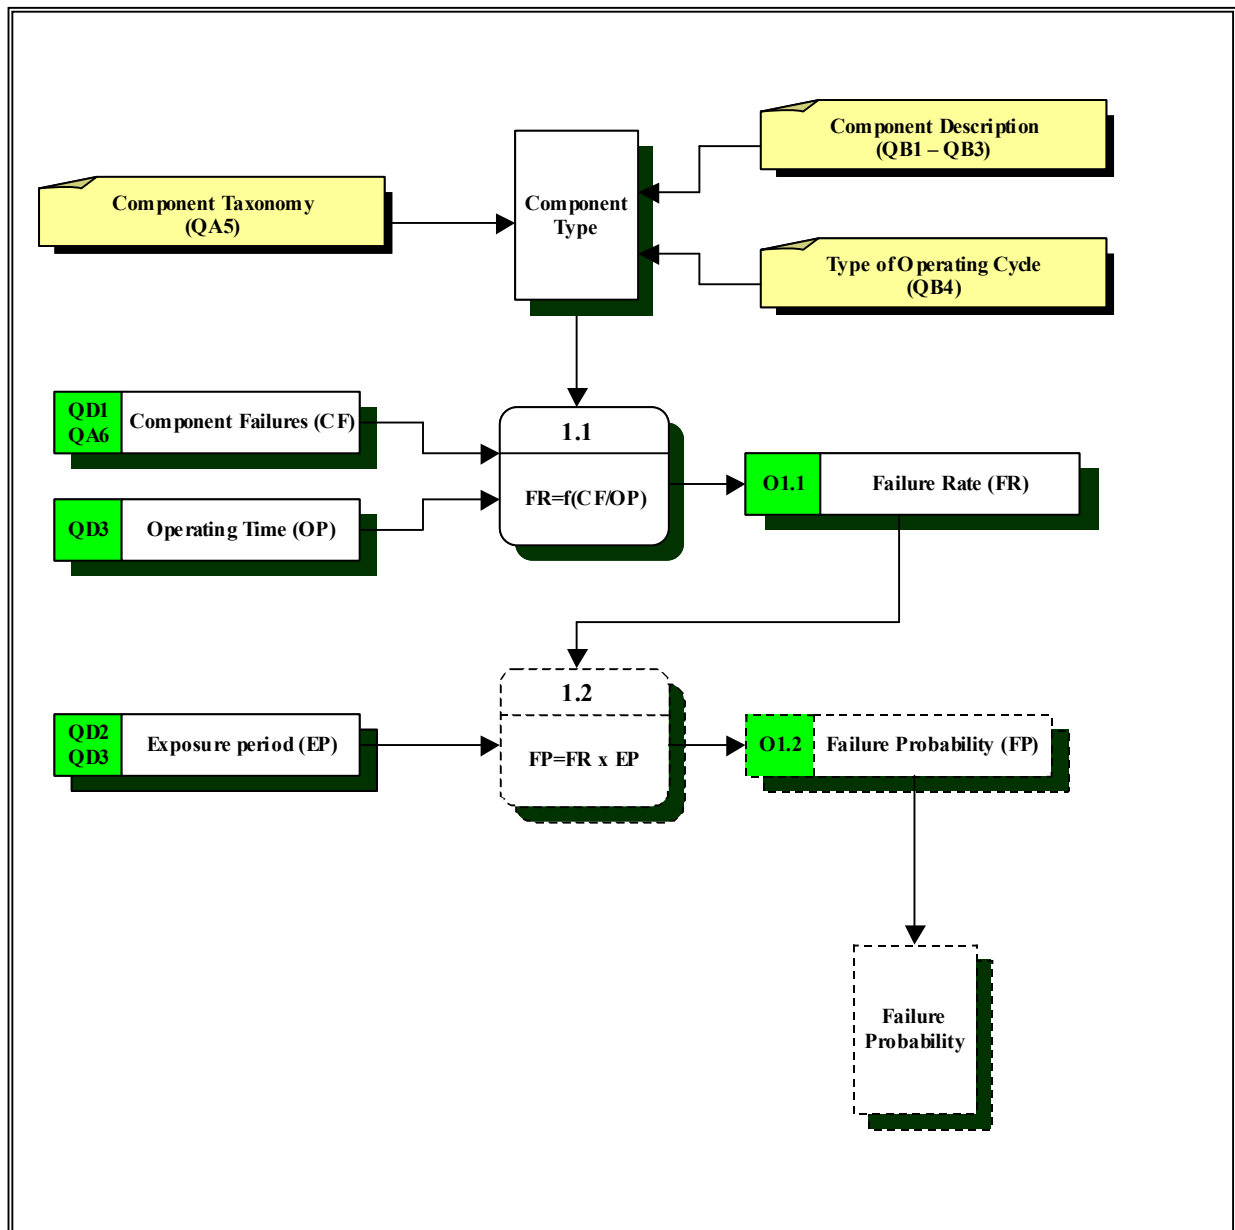 Component Description
(QB1 – QB3)
Component Taxonomy
(QA5)
Component
Type
Type of Operating Cycle
(QB4)
QD1
QA6
Component Failures (CF)
1.1
FR=f(CF/OP)
O1.1
Failure Rate (FR)
QD3
Operating Time (OP)
1.2
FP=FR x EP
QD2
QD3
Exposure period (EP)
O1.2
Failure Probability (FP)
Failure
Probability